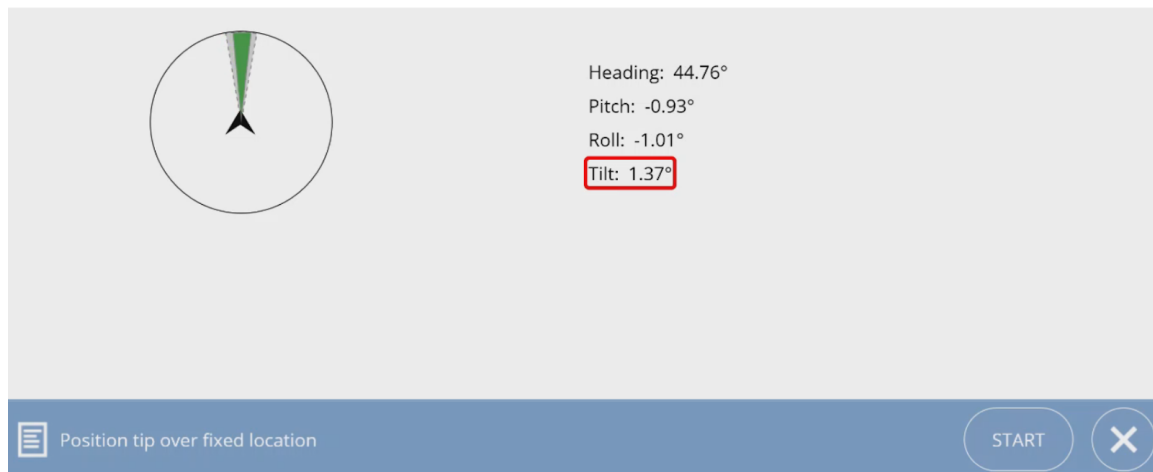 Heading: 44.76°
Pitch: -0.93°
Roll: -1.01°
Tilt: 1.37°
Position tip over fixed location
START